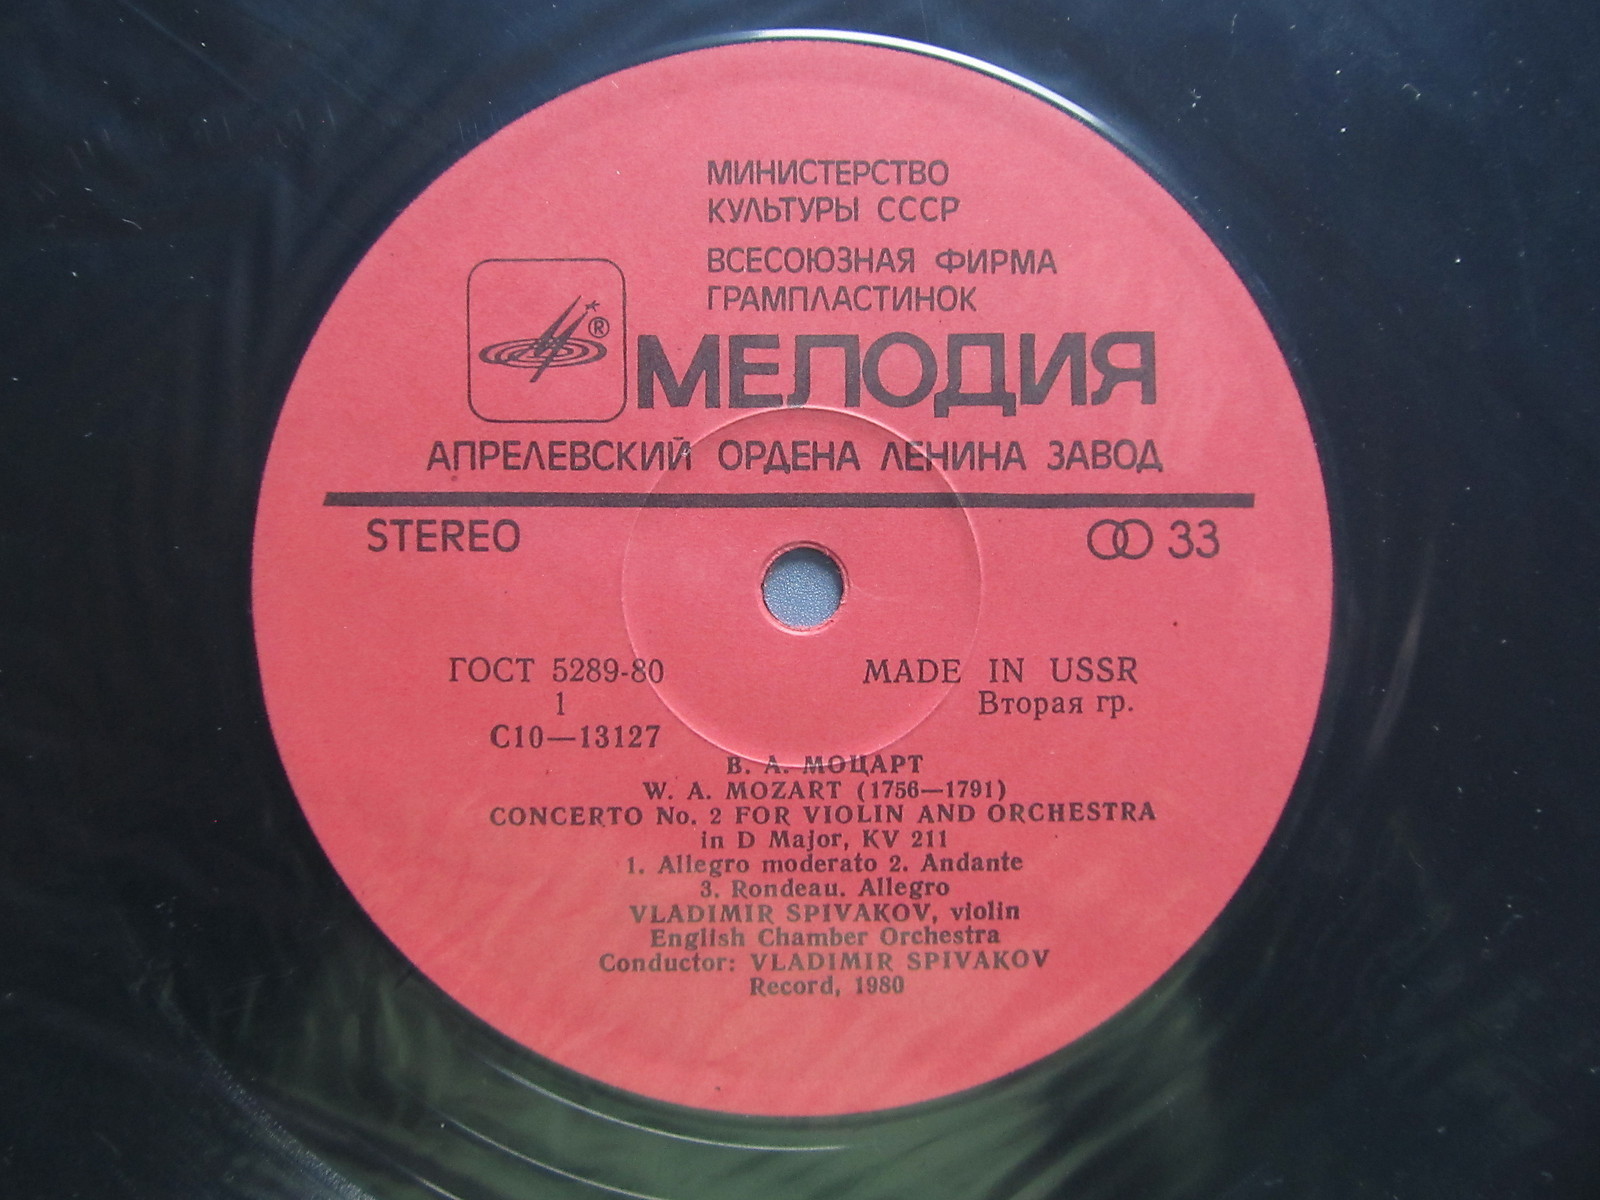 МИНИСТЕРСТВО
КУЛЬТУРЫ СССР
ВСЕСОЮЗНАЯ ФИРМА
ГРАМПЛАСТИНОК
®
МЕЛОДИЯ
АПРЕЛЕВСКИЙ ОРДЕНА ЛЕНИНА ЗАВОД
STEREO
33
ГОСТ 5289-80
MADE IN USSR
1
Вторая гр.
С10—13127
В. А. МОЦАРТ
W. A. MOZART (1756—1791)
CONCERTO No. 2 FOR VIOLIN AND ORCHESTRA
in D Major, KV 211
1. Allegro moderato 2. Andante
3. Rondeau. Allegro
VLADIMIR SPIVAKOV, violin
English Chamber Orchestra
Conductor: VLADIMIR SPIVAKOV
Record, 1980